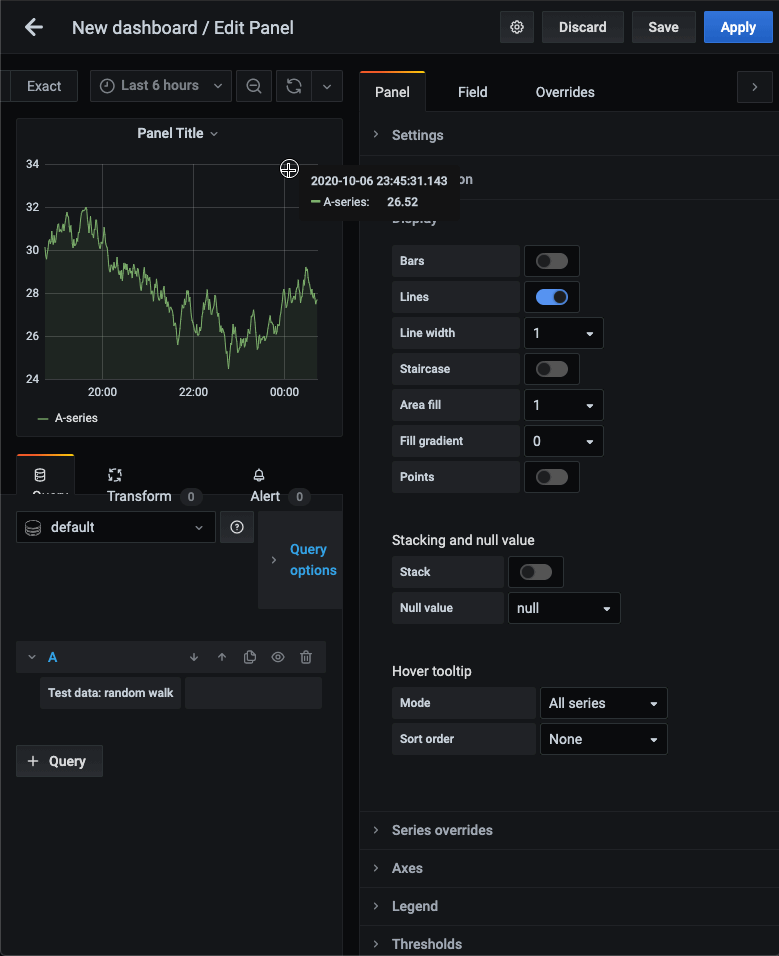 New dashboard / Edit Panel
Discard
Save
Apply
Exact
Last 6 hours
Panel Title
34
32
30
28
26
24
20:00
22:00
00:00
A-series
2020-10-06 23:45:31.143
A-series: 26.52
Query
Transform 0
Alert 0
default
Query
options
A
Test data: random walk
+ Query
Panel
Field
Overrides
Settings
on
Display
Bars
Lines
Line width 1
Staircase
Area fill 1
Fill gradient 0
Points
Stacking and null value
Stack
Null value null
Hover tooltip
Mode All series
Sort order None
Series overrides
Axes
Legend
Thresholds